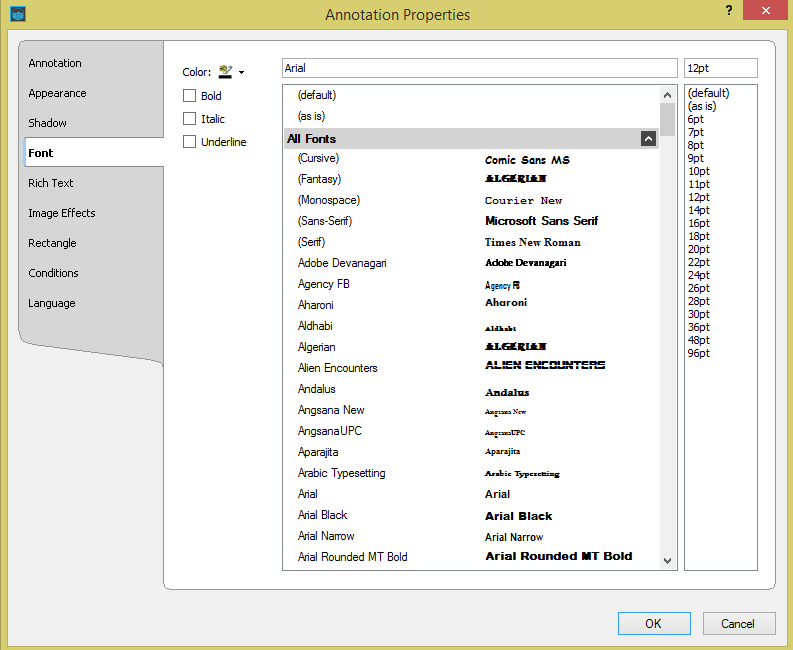 Annotation Properties
?
Annotation
Appearance
Shadow
Font
Rich Text
Image Effects
Rectangle
Conditions
Language
Color:
Bold
Italic
Underline
Arial
(default)
(as is)
All Fonts
(Cursive) Comic Sans MS
(Fantasy) ALGERIAN
(Monospace) Courier New
(Sans-Serif) Microsoft Sans Serif
(Serif) Times New Roman
Adobe Devanagari Adobe Devanagari
Agency FB Agency FB
Aharoni Aharoni
Aldhabi Aldhabi
Algerian ALGERIAN
Alien Encounters ALIEN ENCOUNTERS
Andalus Andalus
Angsana New Angsana New
AngsanaUPC AngsanaUPC
Aparajita Aparajita
Arabic Typesetting Arabic Typesetting
Arial Arial
Arial Black Arial Black
Arial Narrow Arial Narrow
Arial Rounded MT Bold Arial Rounded MT Bold
12pt
(default)
(as is)
6pt
7pt
8pt
9pt
10pt
11pt
12pt
14pt
16pt
18pt
20pt
22pt
24pt
26pt
28pt
30pt
36pt
48pt
96pt
OK
Cancel